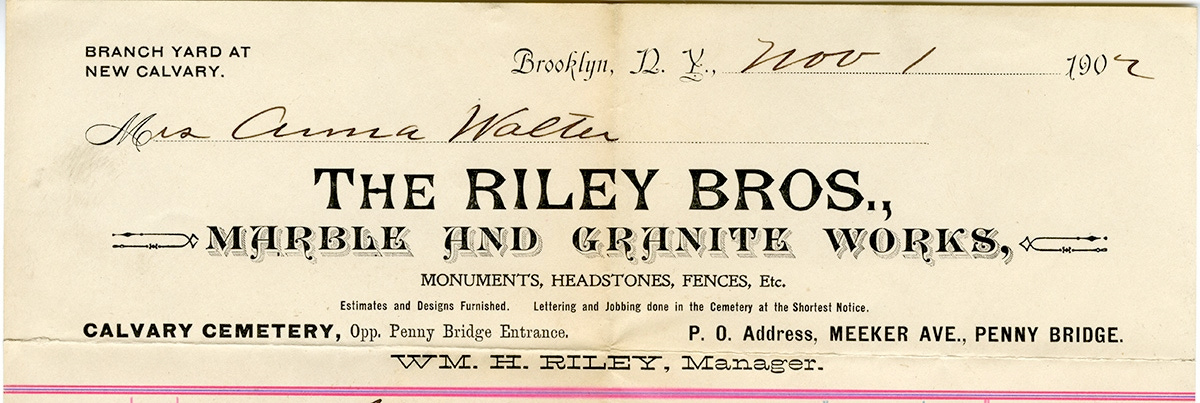 BRANCH YARD AT
NEW CALVARY.
Brooklyn, N. Y., Nov 1 1902
Mrs Anna Walter
THE RILEY BROS.,
MARBLE AND GRANITE WORKS,
MONUMENTS, HEADSTONES, FENCES, Etc.
Estimates and Designs Furnished. Lettering and Jobbing done in the Cemetery at the Shortest Notice.
CALVARY CEMETERY, Opp. Penny Bridge Entrance. P. O. Address, MEEKER AVE., PENNY BRIDGE.
WM. H. RILEY, Manager.